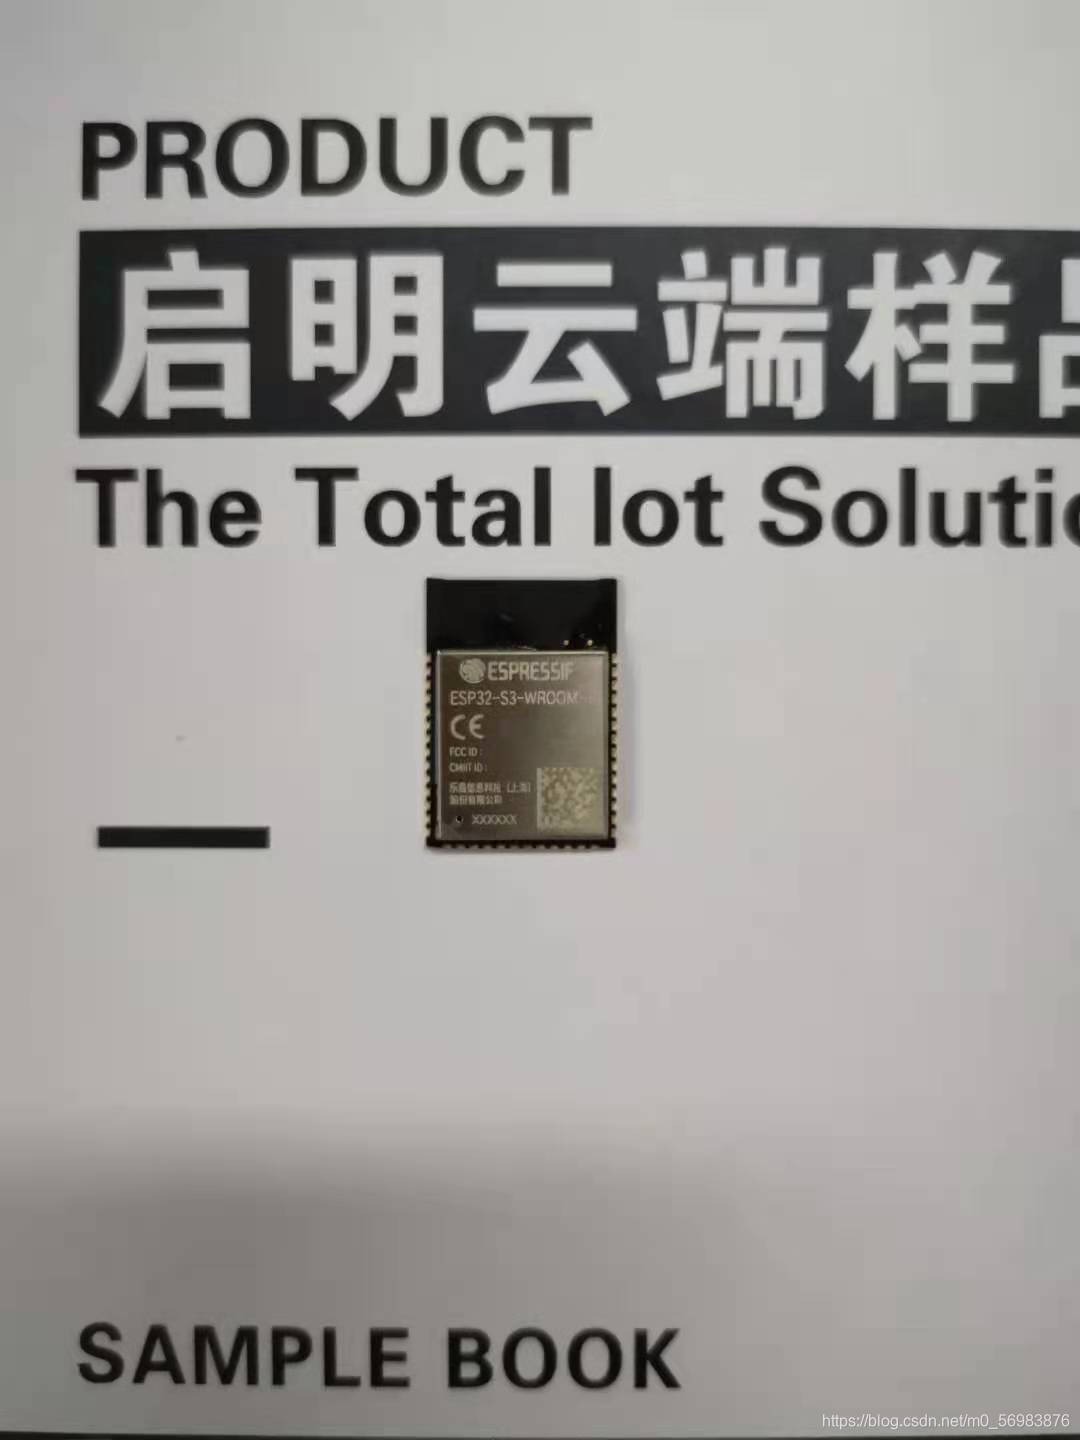 PRODUCT
启明云端样
The Total Iot Soluti
ESPRESSIF
ESP32-S3-WROOM
CE
FCC ID:
CMIIT ID:
乐鑫信息科技(上海)
股份有限公司
XXXXXX
SAMPLE BOOK
https://blog.csdn.net/m0_56983876